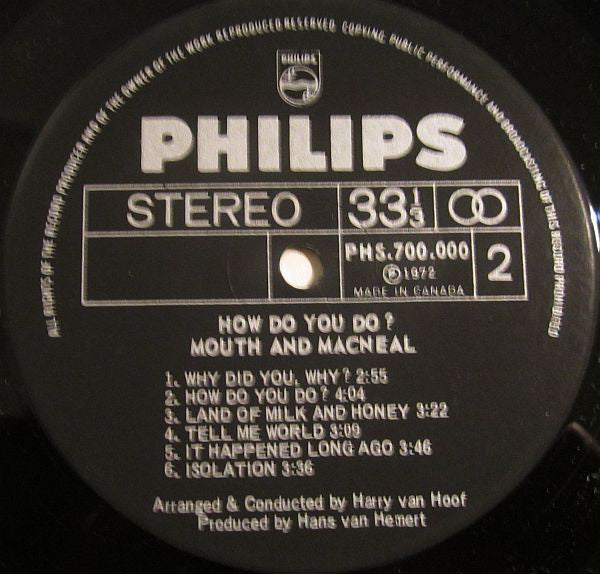 ALL RIGHTS OF THE RECORD PRODUCER AND OF THE OWNER OF THE WORK REPRODUCED RESERVED. COPYING, PUBLIC PERFORMANCE AND BROADCASTING OF THIS RECORD PROHIBITED
PHILIPS
PHILIPS
STEREO 33 1/3
PHS.700.000
℗1972
MADE IN CANADA
2
HOW DO YOU DO?
MOUTH AND MACNEAL
1. WHY DID YOU, WHY? 2:55
2. HOW DO YOU DO? 4:04
3. LAND OF MILK AND HONEY 3:22
4. TELL ME WORLD 3:09
5. IT HAPPENED LONG AGO 3:46
6. ISOLATION 3:36
Arranged & Conducted by Harry van Hoof
Produced by Hans van Hemert